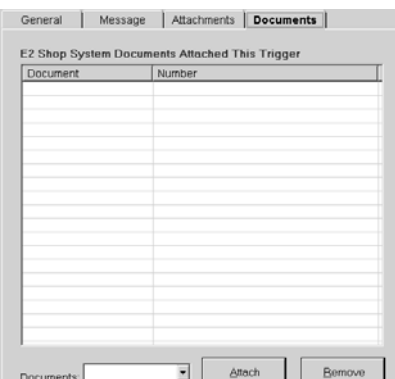 General Message Attachments Documents
E2 Shop System Documents Attached This Trigger
Document Number
Documents: Attach Remove